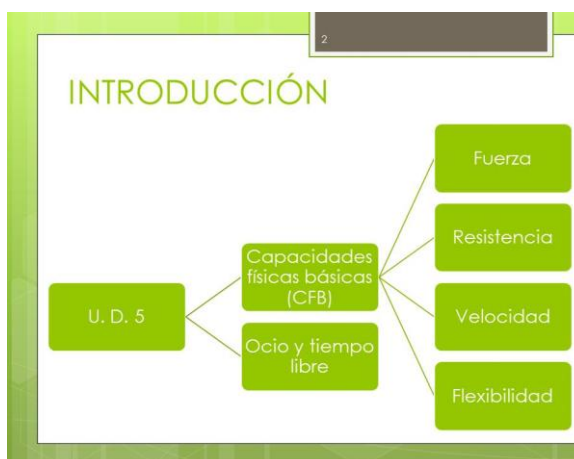 2
INTRODUCCIÓN
U. D. 5
Capacidades
físicas básicas
(CFB)
Ocio y tiempo
libre
Fuerza
Resistencia
Velocidad
Flexibilidad